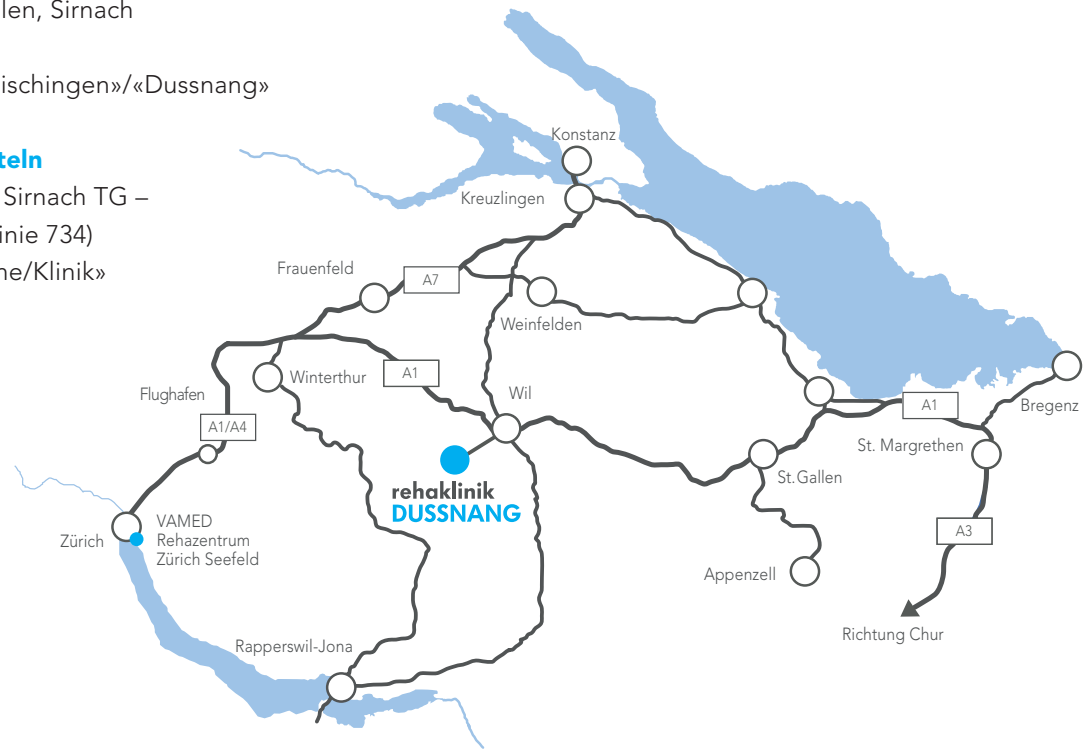 len, Sirnach
ischingen»/«Dussnang»
teln
Sirnach TG –
inie 734)
ne/Klinik»
Konstanz
Kreuzlingen
Frauenfeld
A7
Weinfelden
Winterthur
A1
Wil
Flughafen
A1/A4
A1
Bregenz
St. Margrethen
St.Gallen
rehaklinik
DUSSNANG
VAMED
Zürich
Rehazentrum
Zürich Seefeld
A3
Appenzell
Richtung Chur
Rapperswil-Jona